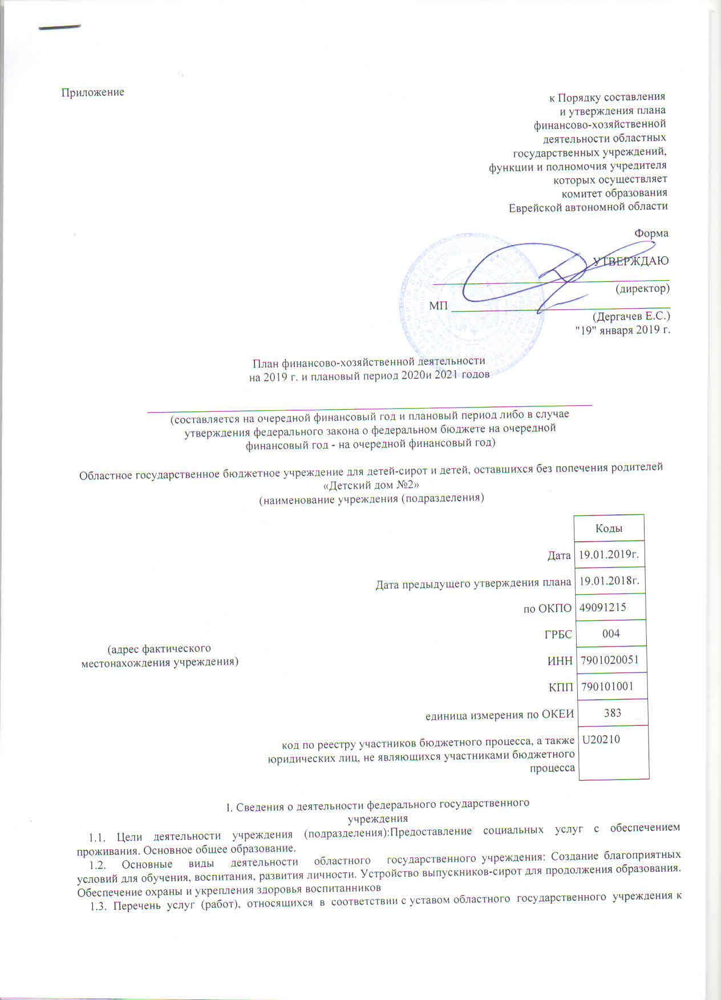 Приложение
к Порядку составления
и утверждения плана
финансово-хозяйственной
деятельности областных
государственных учреждений,
функции и полномочия учредителя
которых осуществляет
комитет образования
Еврейской автономной области
Форма
УТВЕРЖДАЮ
(директор)
МП
(Дергачев Е.С.)
"19" января 2019 г.
План финансово-хозяйственной деятельности
на 2019 г. и плановый период 2020и 2021 годов
(составляется на очередной финансовый год и плановый период либо в случае
утверждения федерального закона о федеральном бюджете на очередной
финансовый год - на очередной финансовый год)
Областное государственное бюджетное учреждение для детей-сирот и детей, оставшихся без попечения родителей
«Детский дом №2»
(наименование учреждения (подразделения)
Коды
Дата 19.01.2019г.
Дата предыдущего утверждения плана 19.01.2018г.
по ОКПО 49091215
ГРБС 004
(адрес фактического
местонахождения учреждения)
ИНН 7901020051
КПП 790101001
единица измерения по ОКЕИ 383
код по реестру участников бюджетного процесса, а также U20210
юридических лиц, не являющихся участниками бюджетного
процесса
I. Сведения о деятельности федерального государственного
учреждения
1.1. Цели деятельности учреждения (подразделения):Предоставление социальных услуг с обеспечением
проживания. Основное общее образование.
1.2. Основные виды деятельности областного государственного учреждения: Создание благоприятных
условий для обучения, воспитания, развития личности. Устройство выпускников-сирот для продолжения образования.
Обеспечение охраны и укрепления здоровья воспитанников
1.3. Перечень услуг (работ), относящихся в соответствии с уставом областного государственного учреждения к